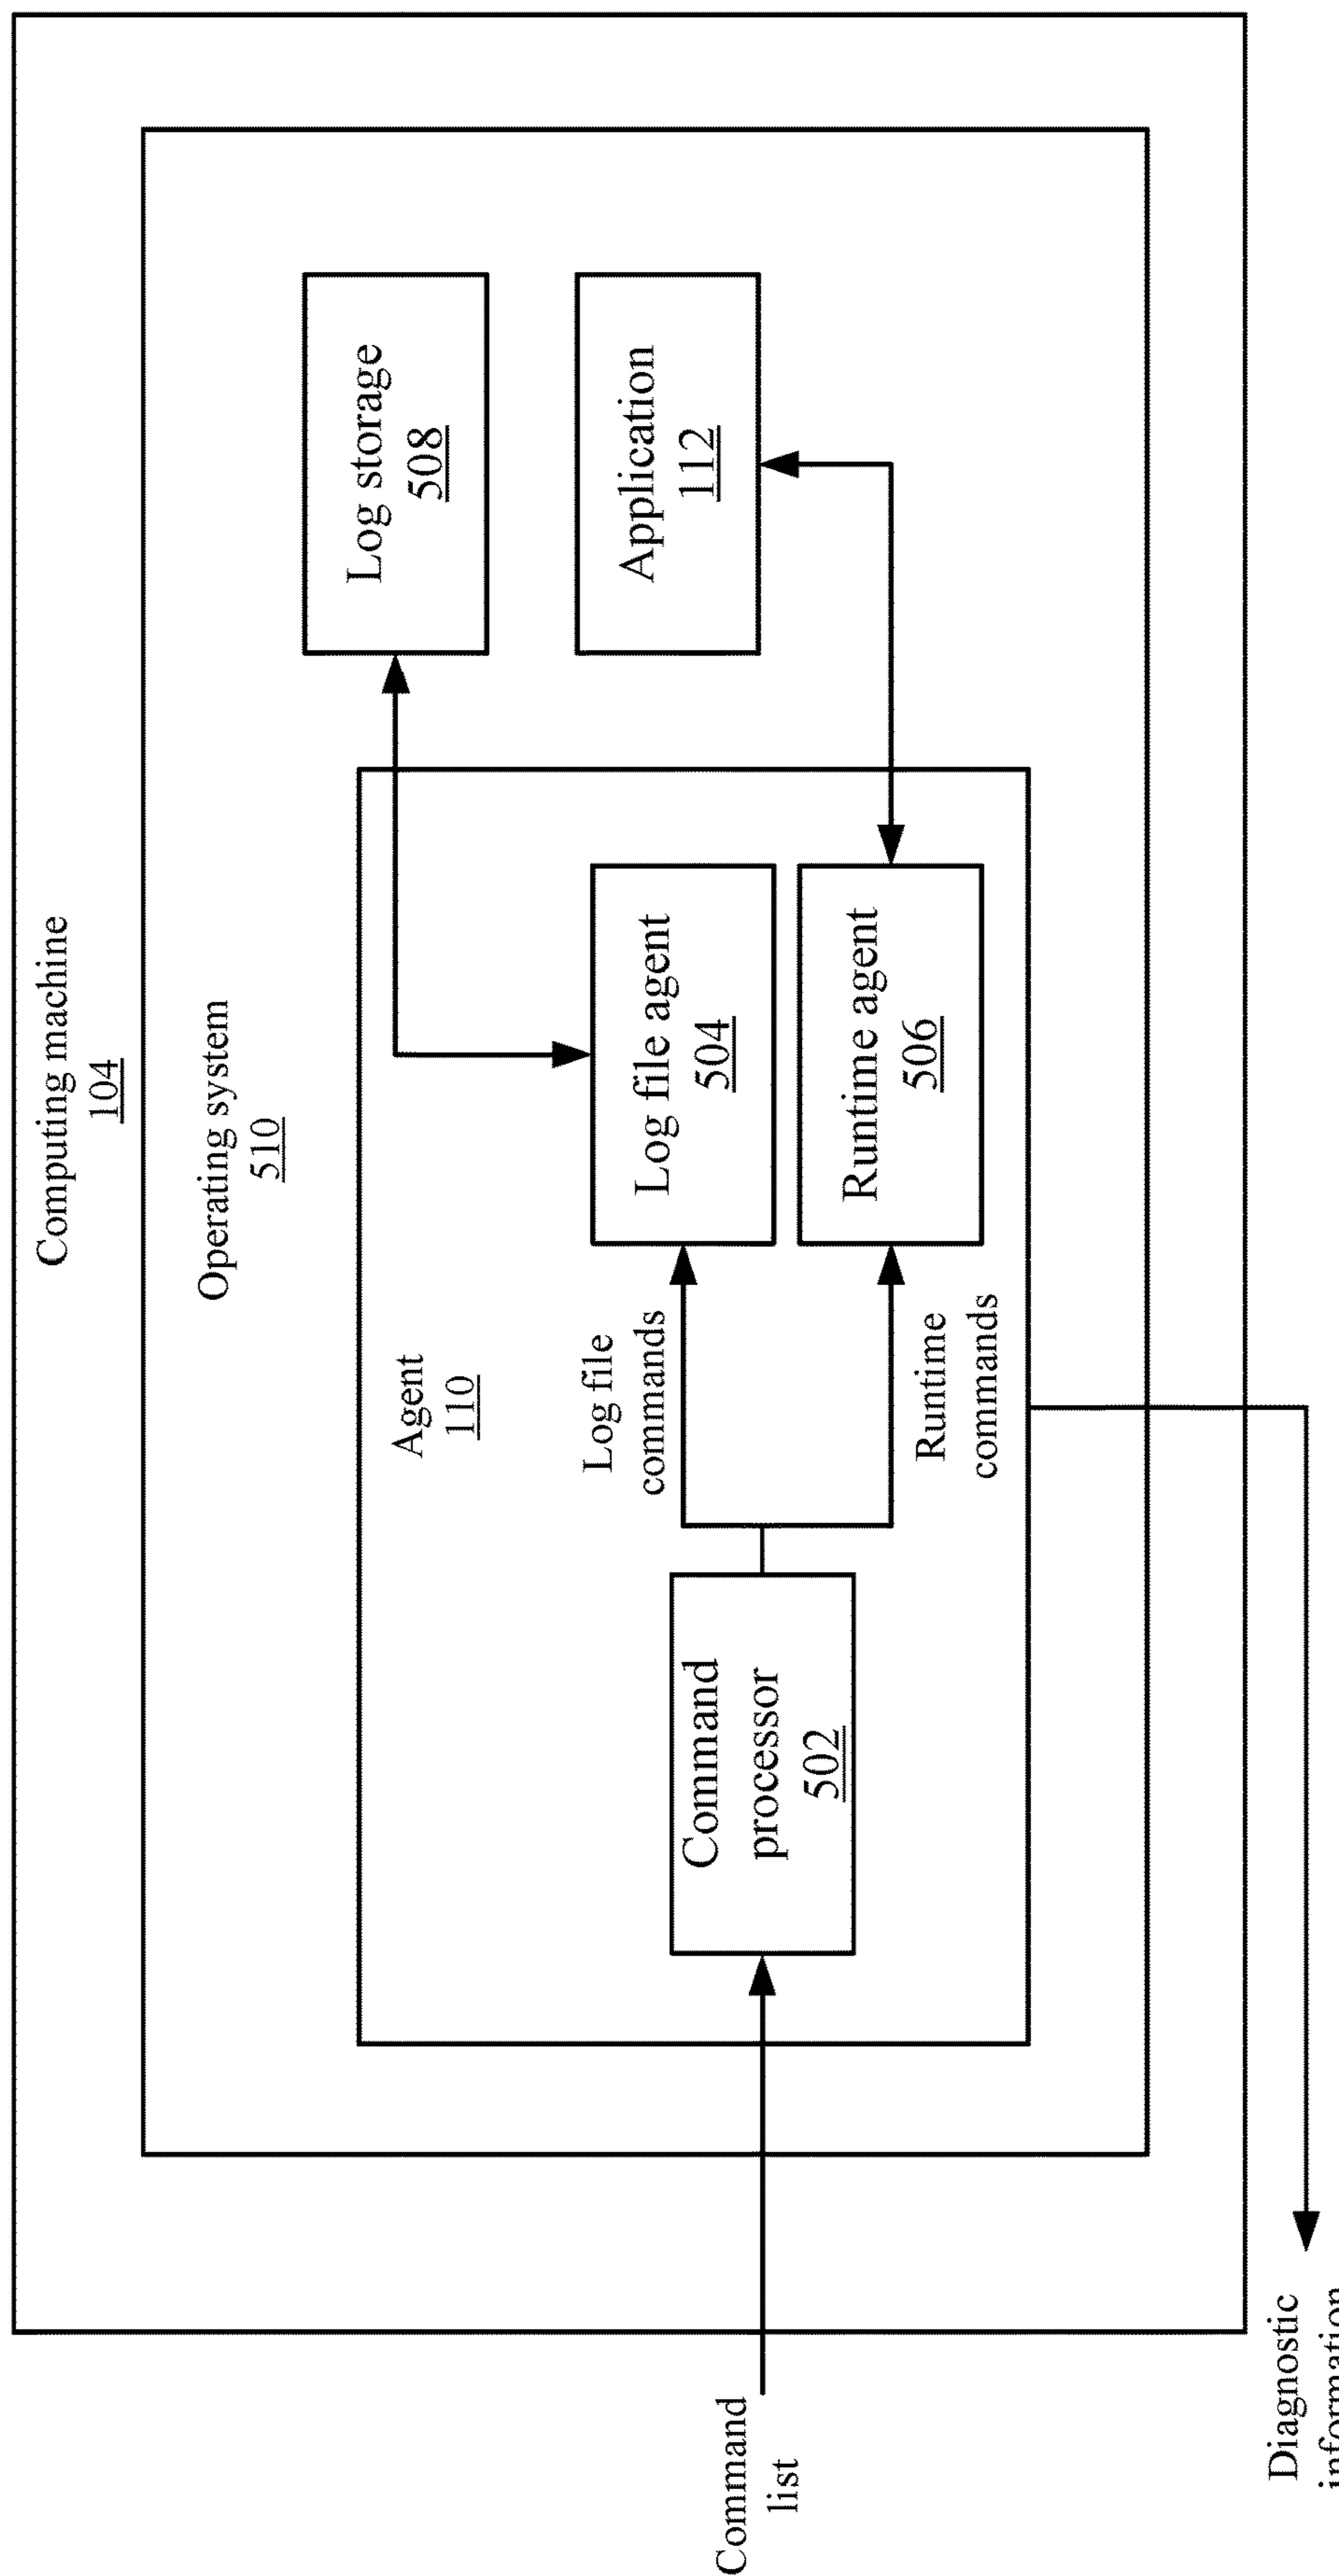 Computing machine
104
Operating system
510
Agent
110
Log storage
508
Application
112
Log file agent
504
Runtime agent
506
Log file
commands
Runtime
commands
Command
processor
502
Command
list
Diagnostic
information